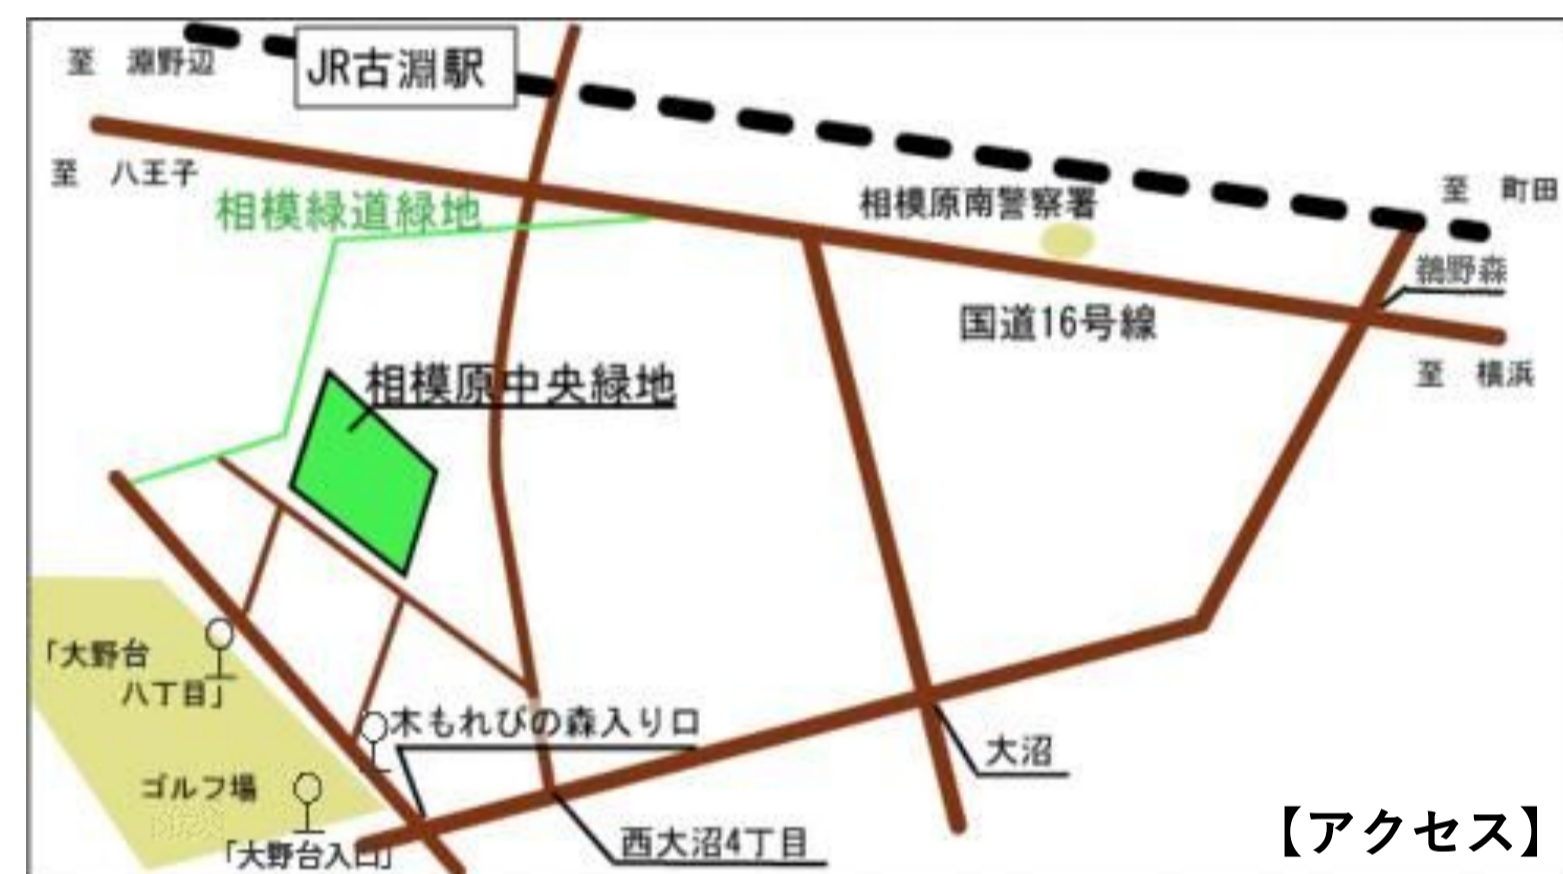 至 淵野辺
JR古淵駅
至 八王子
相模緑道緑地
相模原南警察署
至 町田
鵜野森
国道16号線
至 横浜
相模原中央緑地
「大野台
八丁目」
木もれびの森入り口
大沼
ゴルフ場
「大野台入口」
西大沼4丁目
【アクセス】